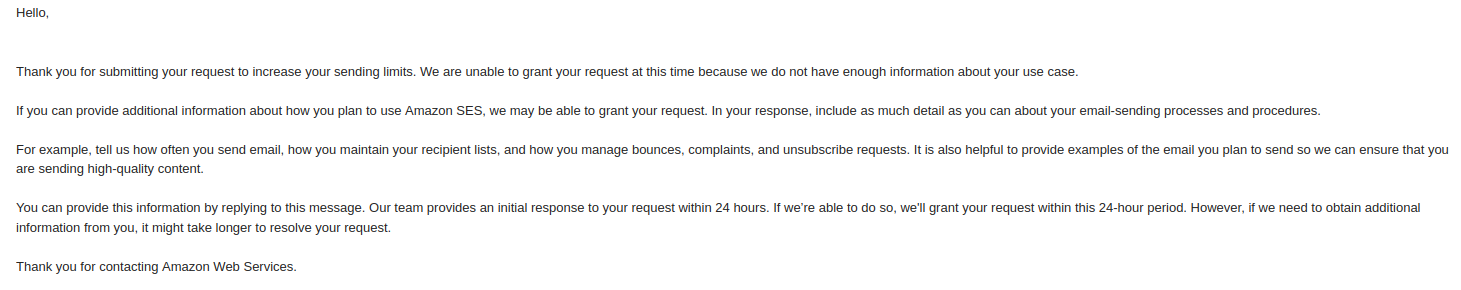 Hello,
Thank you for submitting your request to increase your sending limits. We are unable to grant your request at this time because we do not have enough information about your use case.
If you can provide additional information about how you plan to use Amazon SES, we may be able to grant your request. In your response, include as much detail as you can about your email-sending processes and procedures.
For example, tell us how often you send email, how you maintain your recipient lists, and how you manage bounces, complaints, and unsubscribe requests. It is also helpful to provide examples of the email you plan to send so we can ensure that you
are sending high-quality content.
You can provide this information by replying to this message. Our team provides an initial response to your request within 24 hours. If we're able to do so, we'll grant your request within this 24-hour period. However, if we need to obtain additional
information from you, it might take longer to resolve your request.
Thank you for contacting Amazon Web Services.